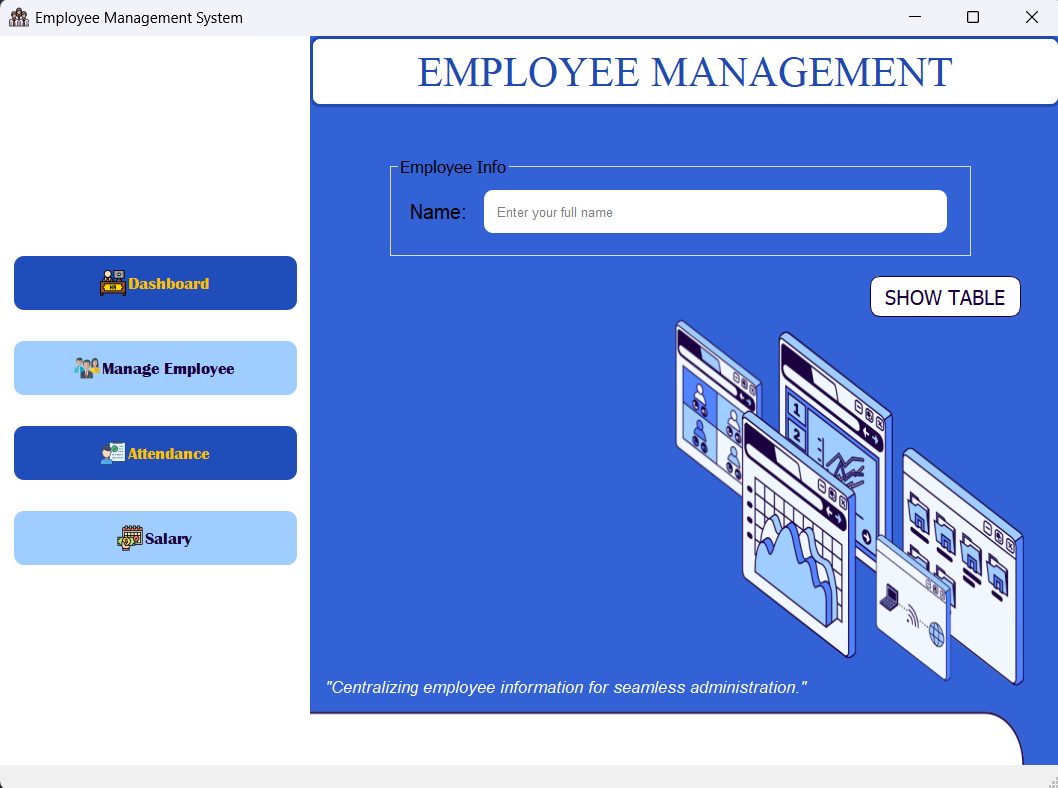 Employee Management System
EMPLOYEE MANAGEMENT
Employee Info
Name:
Enter your full name
Dashboard
HR
SHOW TABLE
Manage Employee
1
2
Attendance
Salary
"Centralizing employee information for seamless administration."